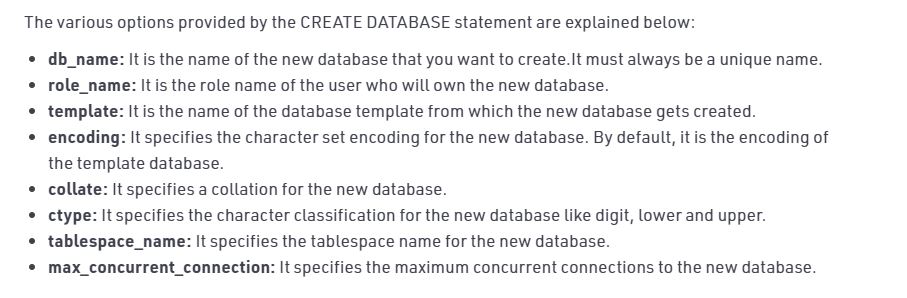 The various options provided by the CREATE DATABASE statement are explained below:
• db_name: It is the name of the new database that you want to create.It must always be a unique name.
• role_name: It is the role name of the user who will own the new database.
• template: It is the name of the database template from which the new database gets created.
• encoding: It specifies the character set encoding for the new database. By default, it is the encoding of
the template database.
• collate: It specifies a collation for the new database.
• ctype: It specifies the character classification for the new database like digit, lower and upper.
• tablespace_name: It specifies the tablespace name for the new database.
• max_concurrent_connection: It specifies the maximum concurrent connections to the new database.